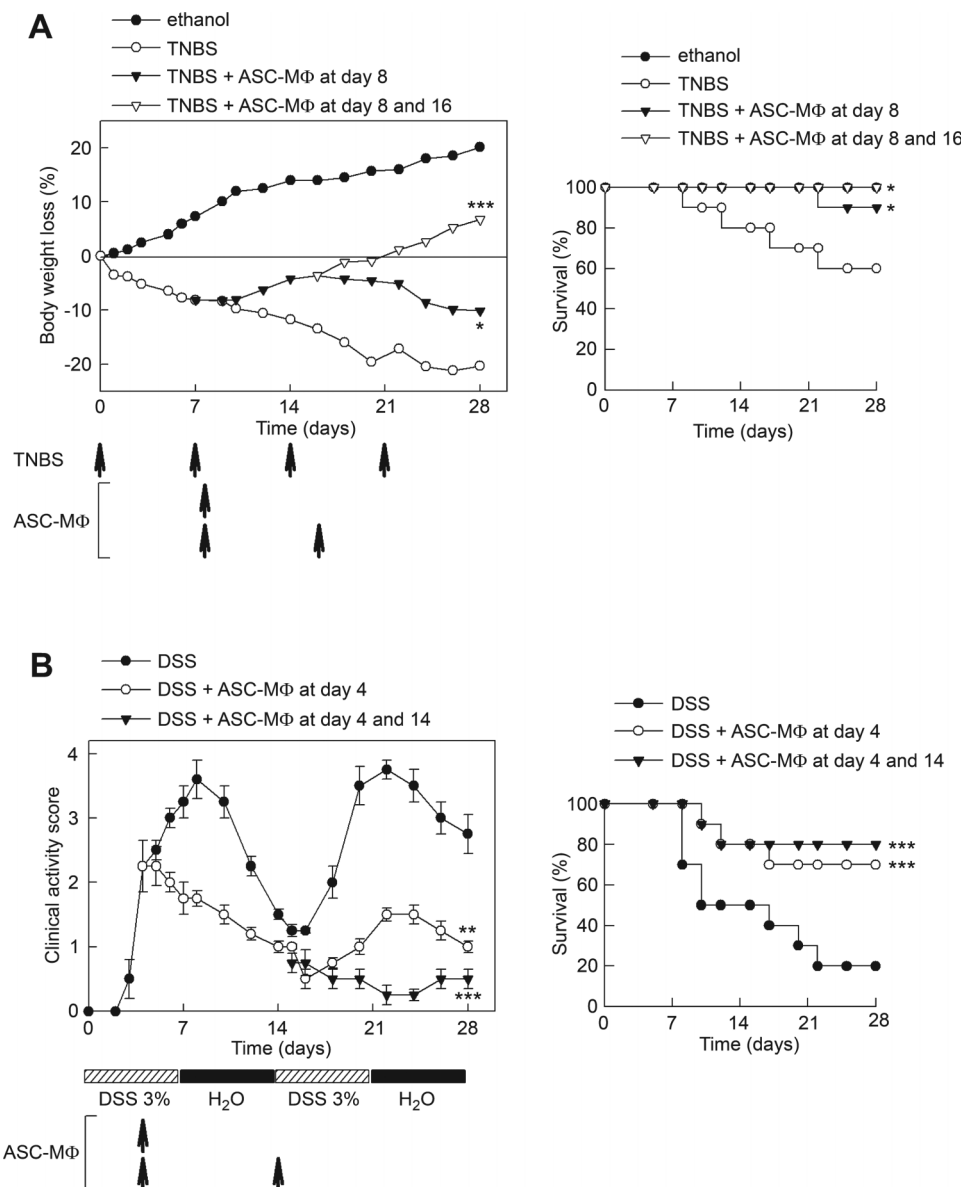 A
ethanol
TNBS
TNBS + ASC-MΦ at day 8
TNBS + ASC-MΦ at day 8 and 16
Body weight loss (%)
20
10
0
-10
-20
***
*
0 7 14 21 28
Time (days)
TNBS
ASC-MΦ
ethanol
TNBS
TNBS + ASC-MΦ at day 8
TNBS + ASC-MΦ at day 8 and 16
Survival (%)
100
80
60
40
20
0
*
*
0 7 14 21 28
Time (days)
B
DSS
DSS + ASC-MΦ at day 4
DSS + ASC-MΦ at day 4 and 14
Clinical activity score
4
3
2
1
0
**
***
0 7 14 21 28
Time (days)
DSS 3% H₂O DSS 3% H₂O
ASC-MΦ
DSS
DSS + ASC-MΦ at day 4
DSS + ASC-MΦ at day 4 and 14
Survival (%)
100
80
60
40
20
0
***
***
0 7 14 21 28
Time (days)